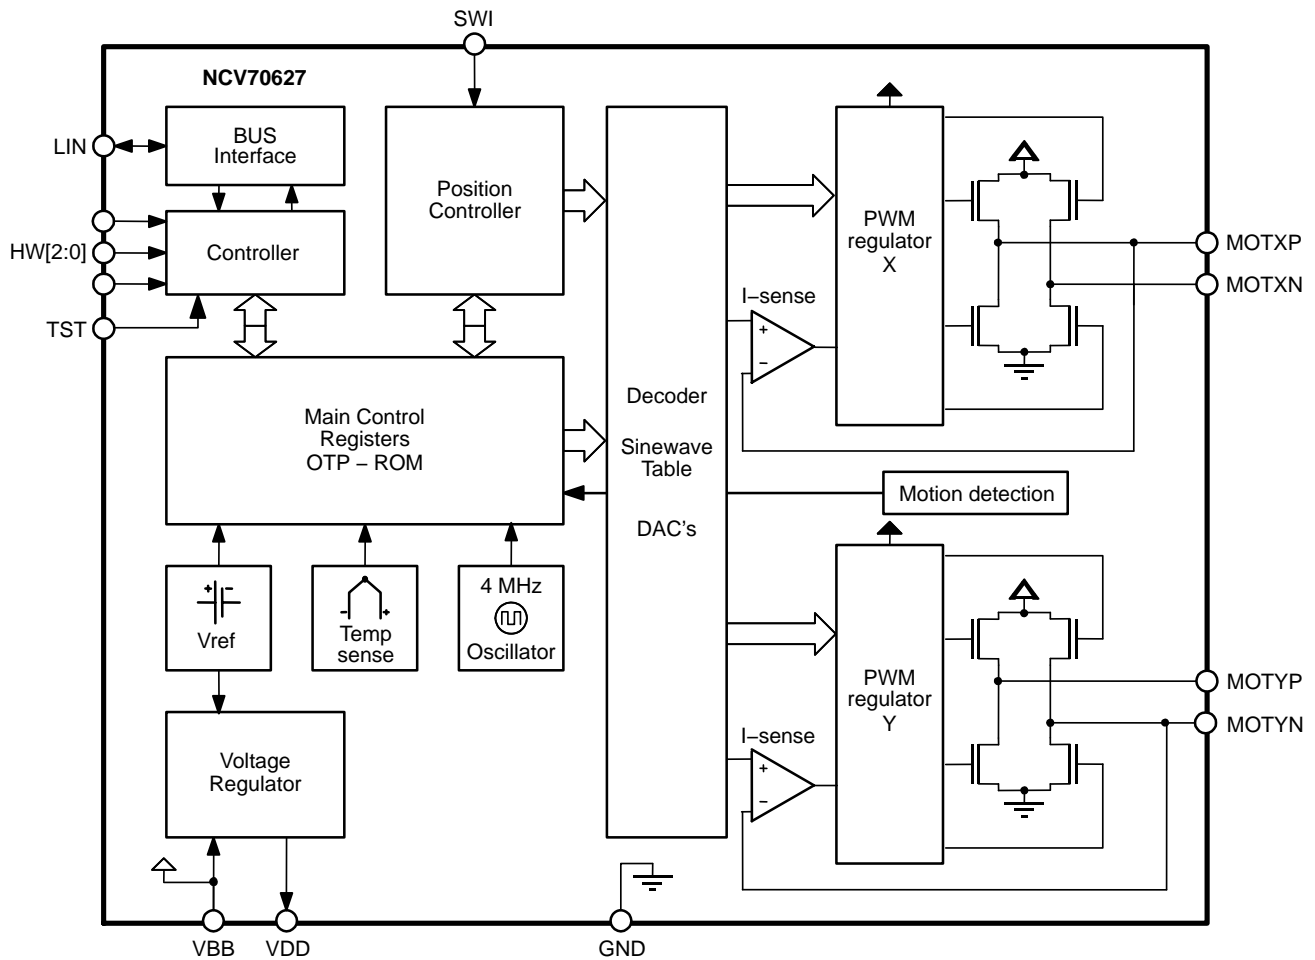 SWI
NCV70627
LIN
BUS
Interface
Position
Controller
HW[2:0]
Controller
TST
PWM
regulator
X
MOTXP
MOTXN
I−sense
+
−
Main Control
Registers
OTP − ROM
Decoder
Sinewave
Table
DAC's
Motion detection
+ −
Vref
− +
Temp
sense
4 MHz
Oscillator
PWM
regulator
Y
MOTYP
MOTYN
I−sense
+
−
Voltage
Regulator
VBB
VDD
GND